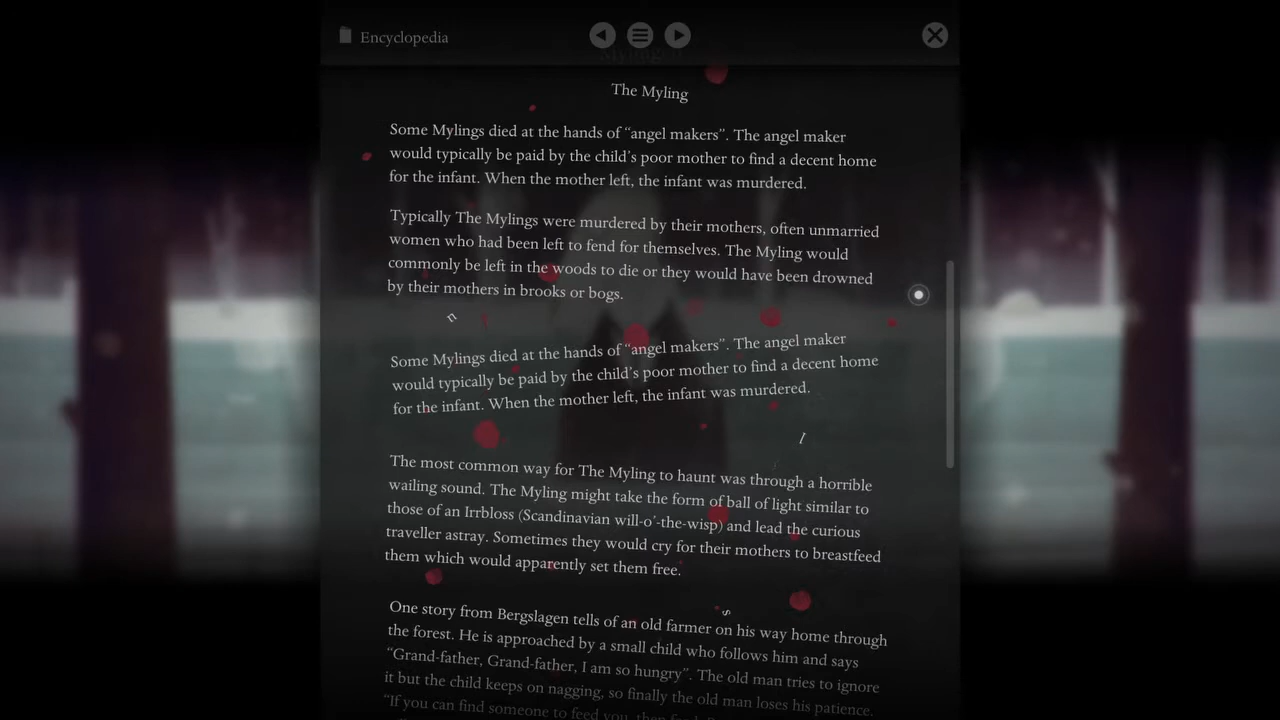 Encyclopedia
The Myling
Some Mylings died at the hands of “angel makers”. The angel maker
would typically be paid by the child’s poor mother to find a decent home
for the infant. When the mother left, the infant was murdered.
Typically The Mylings were murdered by their mothers, often unmarried
women who had been left to fend for themselves. The Myling would
commonly be left in the woods to die or they would have been drowned
by their mothers in brooks or bogs.
n
Some Mylings died at the hands of “angel makers”. The angel maker
would typically be paid by the child’s poor mother to find a decent home
for the infant. When the mother left, the infant was murdered.
I
The most common way for The Myling to haunt was through a horrible
wailing sound. The Myling might take the form of ball of light similar to
those of an Irrbloss (Scandinavian will-o’-the-wisp) and lead the curious
traveller astray. Sometimes they would cry for their mothers to breastfeed
them which would apparently set them free.
s
One story from Bergslagen tells of an old farmer on his way home through
the forest. He is approached by a small child who follows him and says
“Grand-father, Grand-father, I am so hungry”. The old man tries to ignore
it but the child keeps on nagging, so finally the old man loses his patience.
“If you can find someone to feed you, then